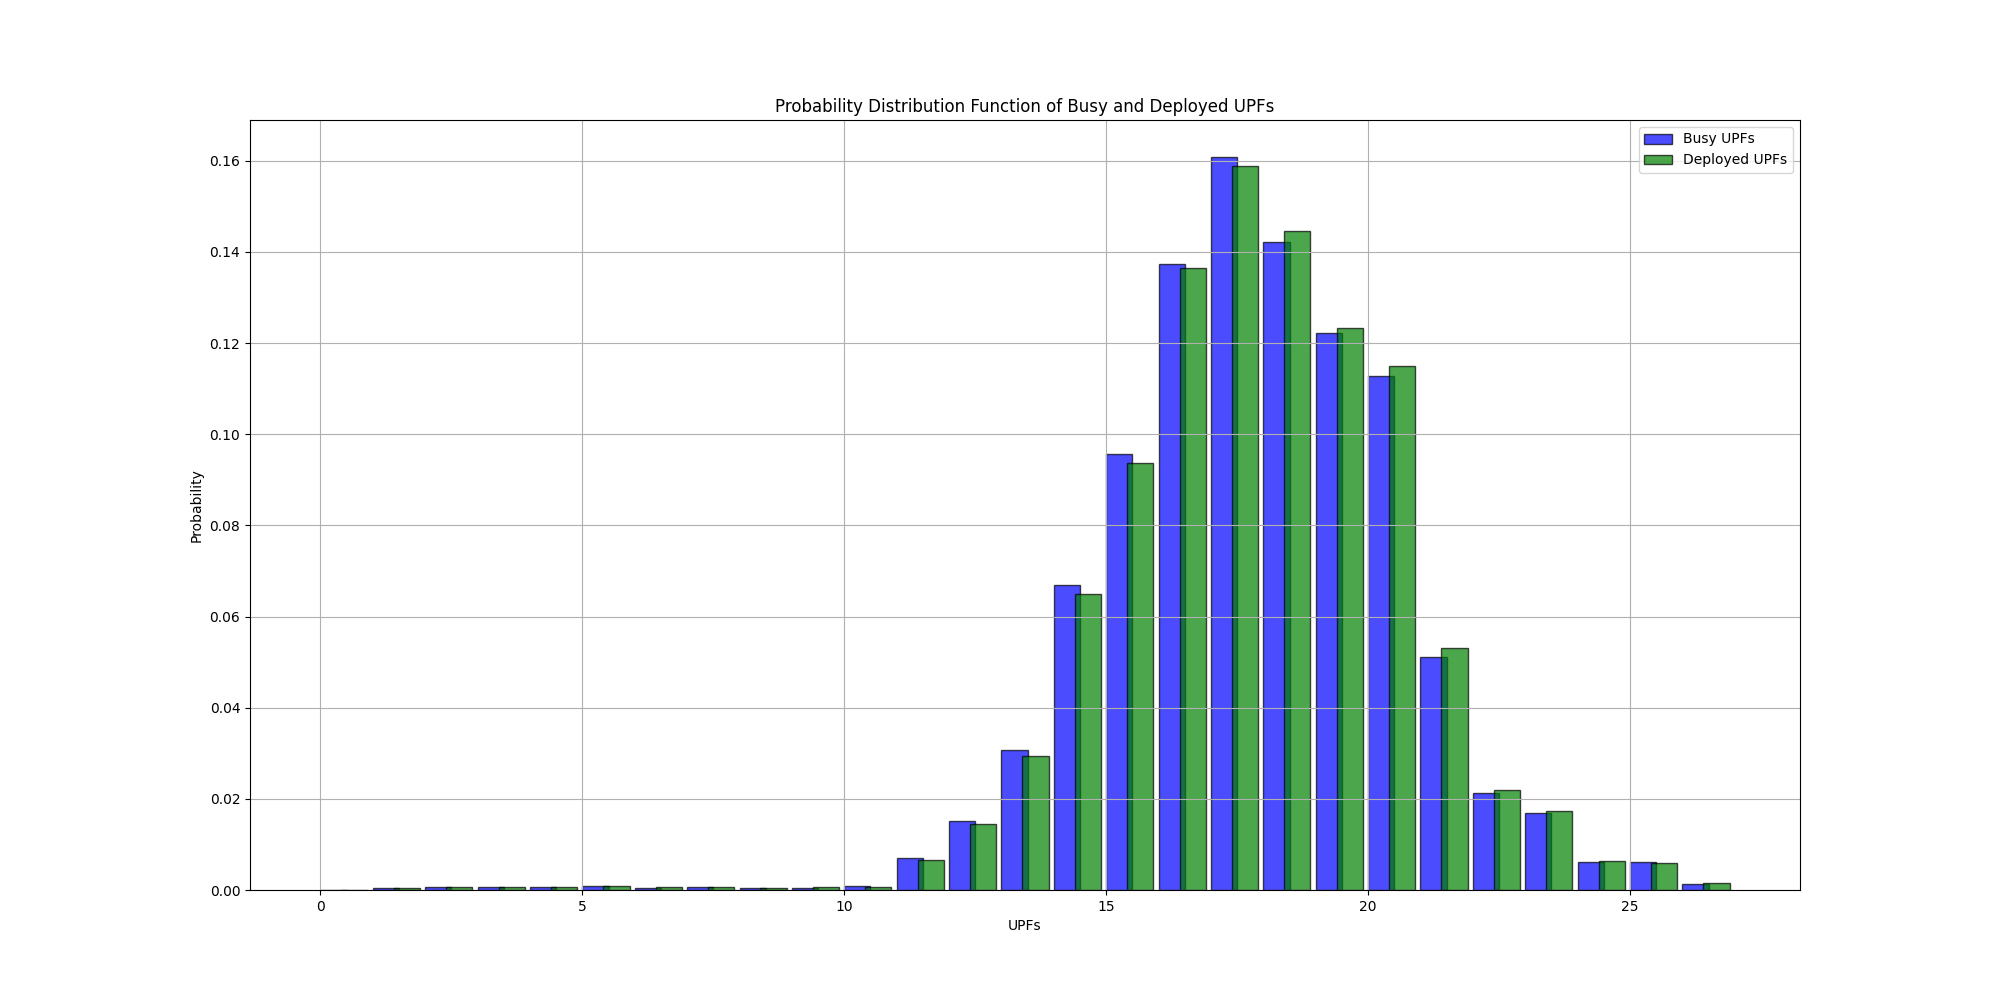 Probability Distribution Function of Busy and Deployed UPFs
Busy UPFs
Deployed UPFs
Probability
0.16
0.14
0.12
0.10
0.08
0.06
0.04
0.02
0.00
0 5 10 15 20 25
UPFs